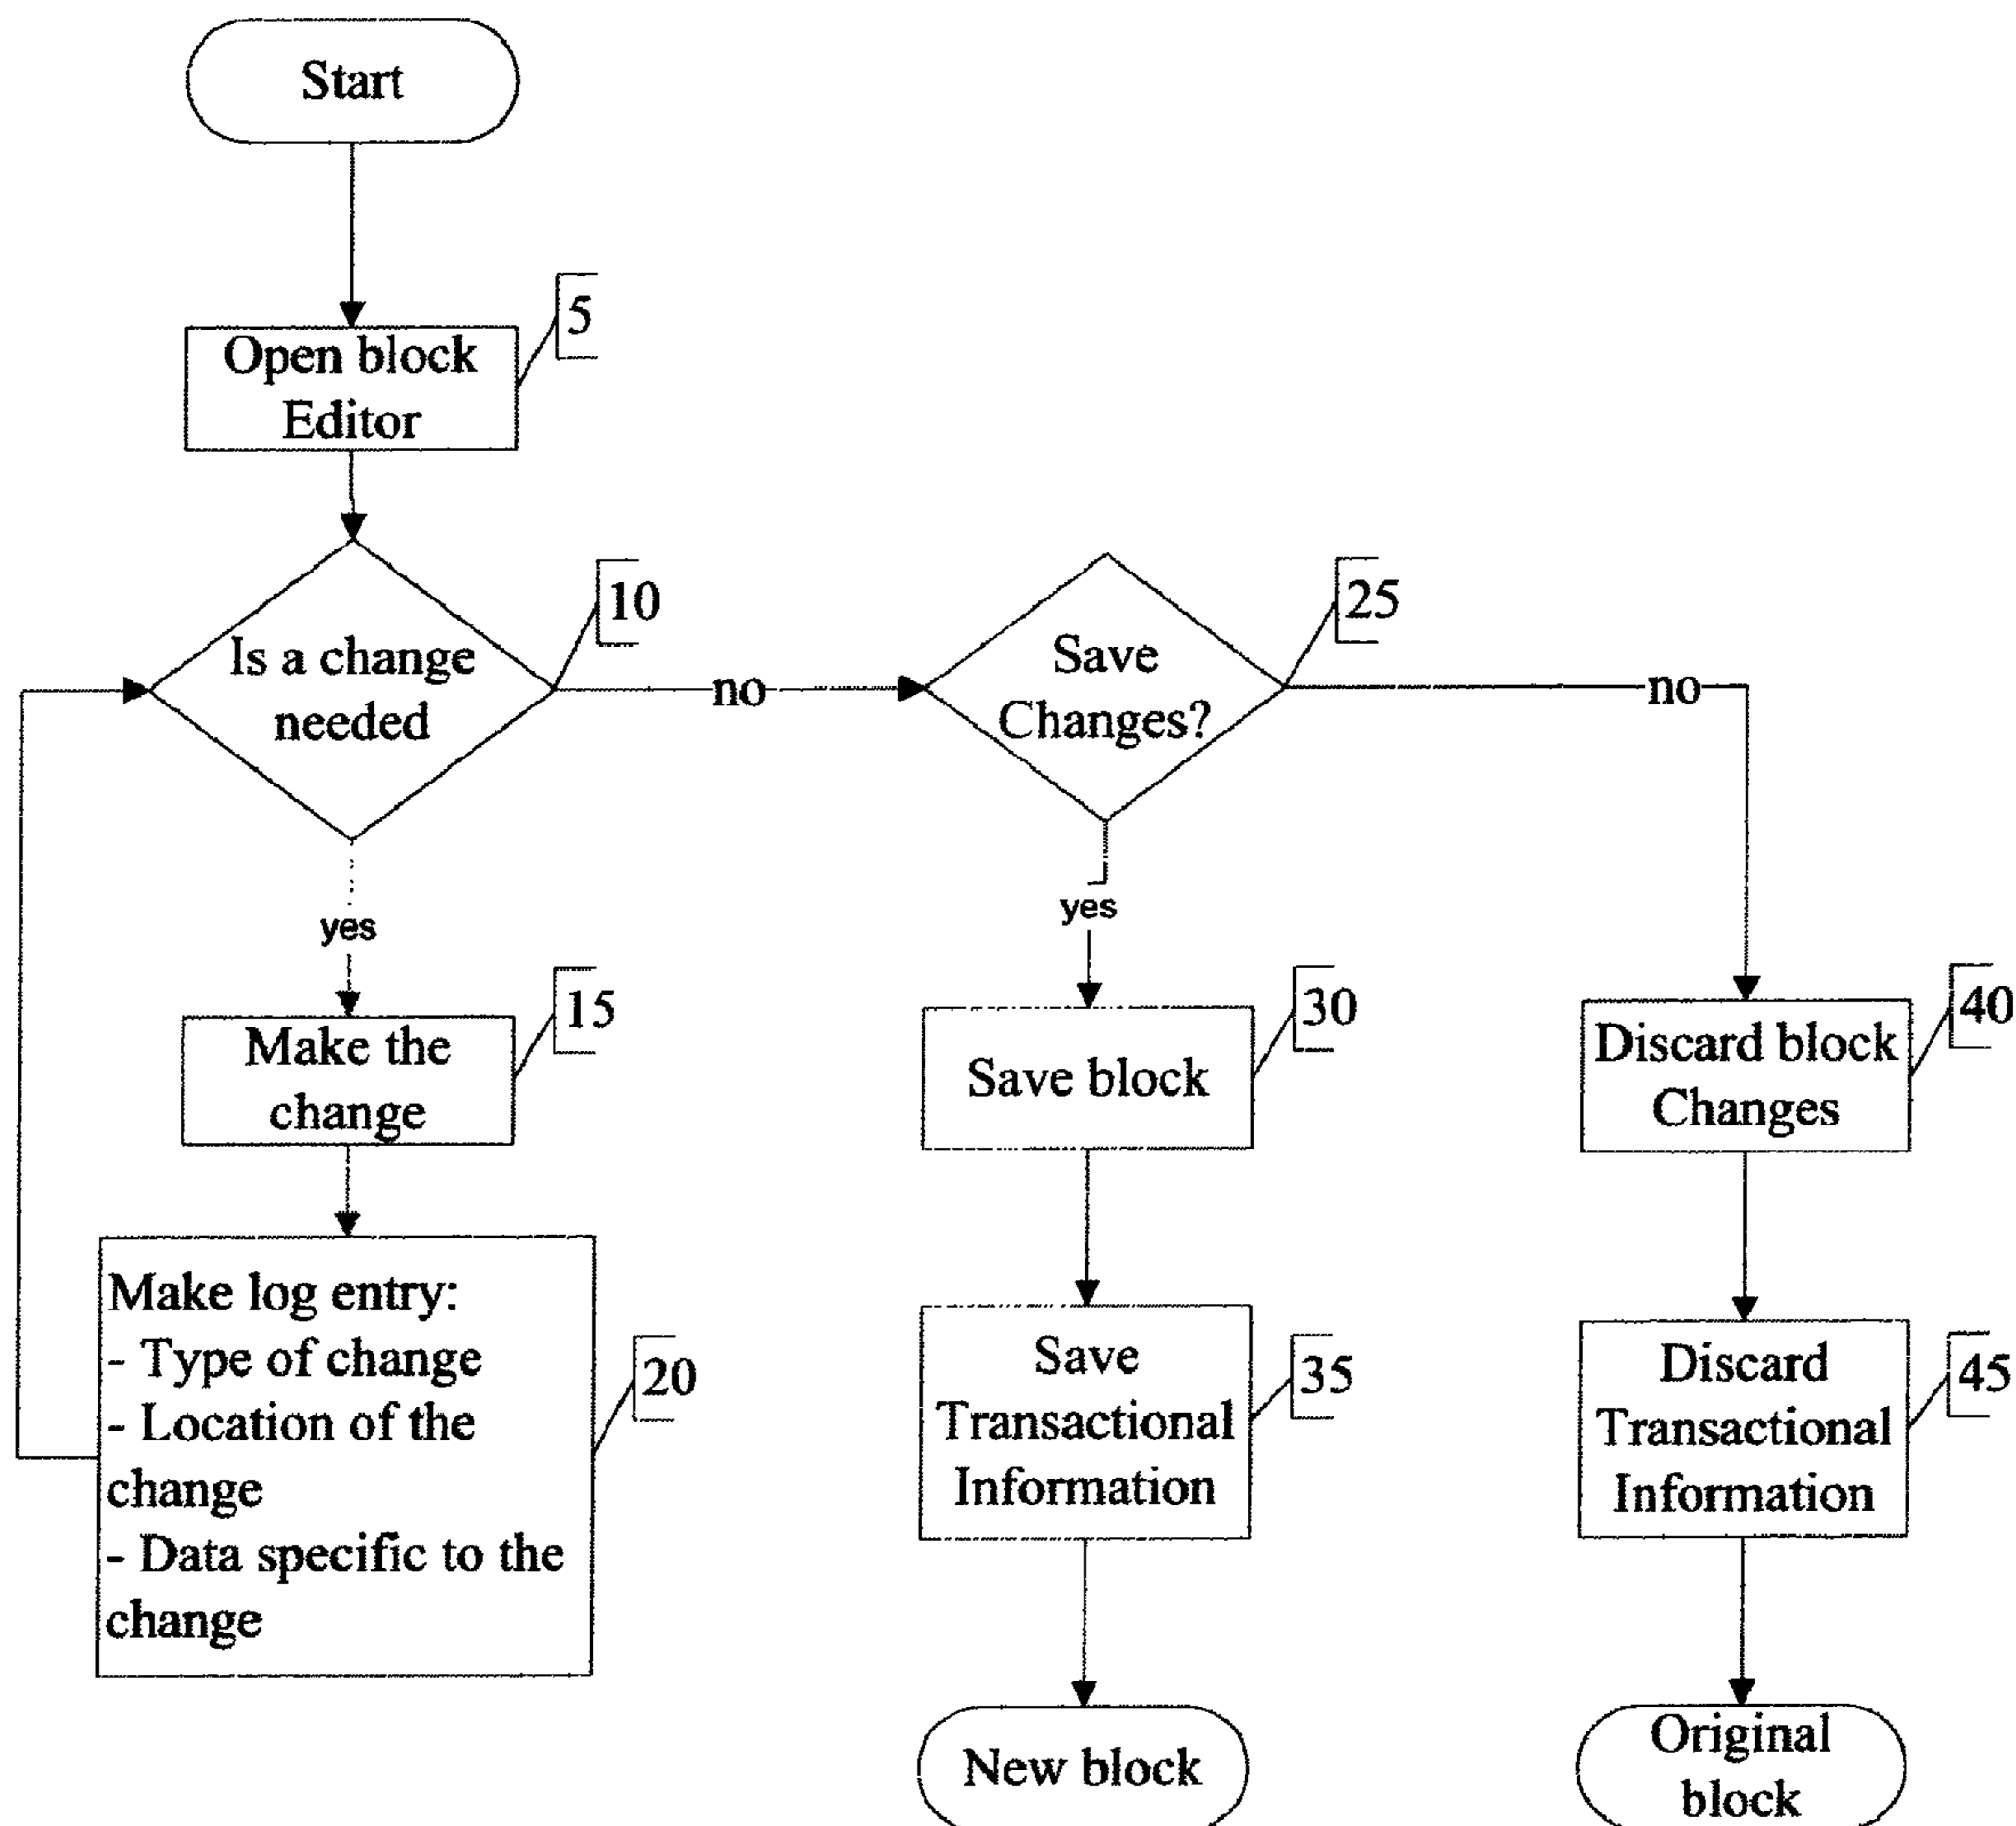 Start
5
Open block
Editor
10
Is a change
needed
no
25
Save
Changes?
no
yes
yes
15
Make the
change
30
Save block
40
Discard block
Changes
20
Make log entry:
- Type of change
- Location of the
change
- Data specific to the
change
35
Save
Transactional
Information
45
Discard
Transactional
Information
New block
Original
block